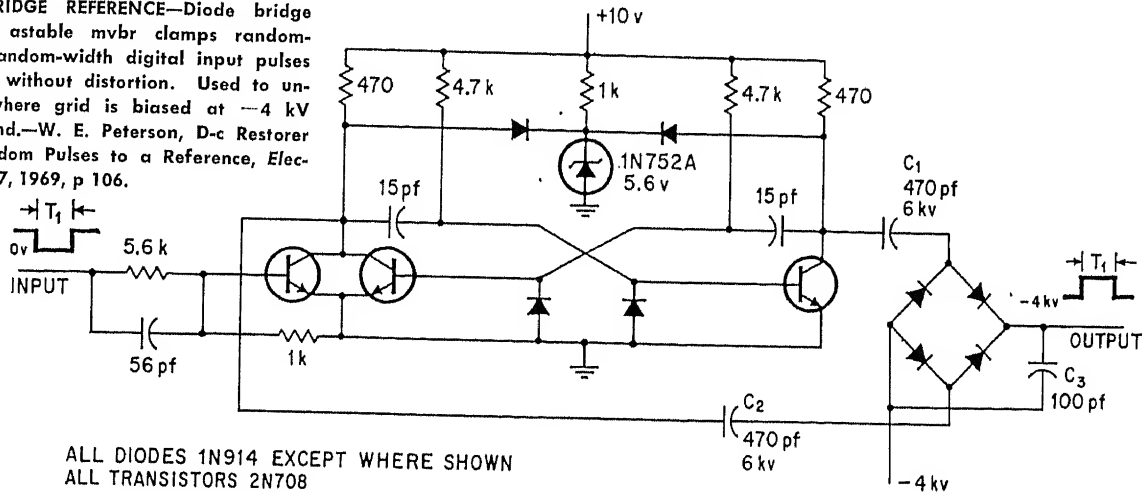 RIDGE REFERENCE—Diode bridge
astable mvbr clamps random-
andom-width digital input pulses
without distortion. Used to un-
where grid is biased at —4 kV
nd.—W. E. Peterson, D-c Restorer
dom Pulses to a Reference, Elec-
7, 1969, p 106.
+10 v
470
4.7 k
1k
4.7 k
470
1N752A
5.6 v
C1
470 pf
6 kv
15 pf
15 pf
T1
0v
5.6 k
INPUT
56 pf
1k
T1
-4 kv
OUTPUT
C3
100 pf
C2
470 pf
6 kv
-4 kv
ALL DIODES 1N914 EXCEPT WHERE SHOWN
ALL TRANSISTORS 2N708